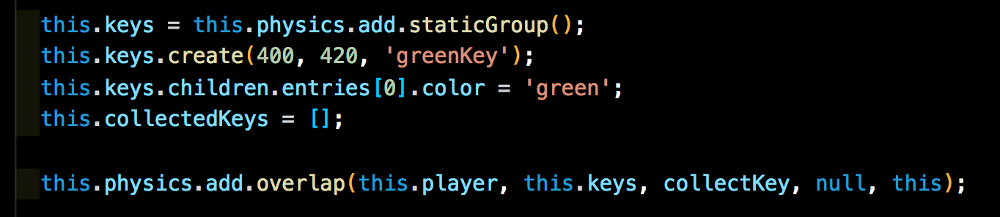 this.keys = this.physics.add.staticGroup();
this.keys.create(400, 420, 'greenKey');
this.keys.children.entries[0].color = 'green';
this.collectedKeys = [];
this.physics.add.overlap(this.player, this.keys, collectKey, null, this);